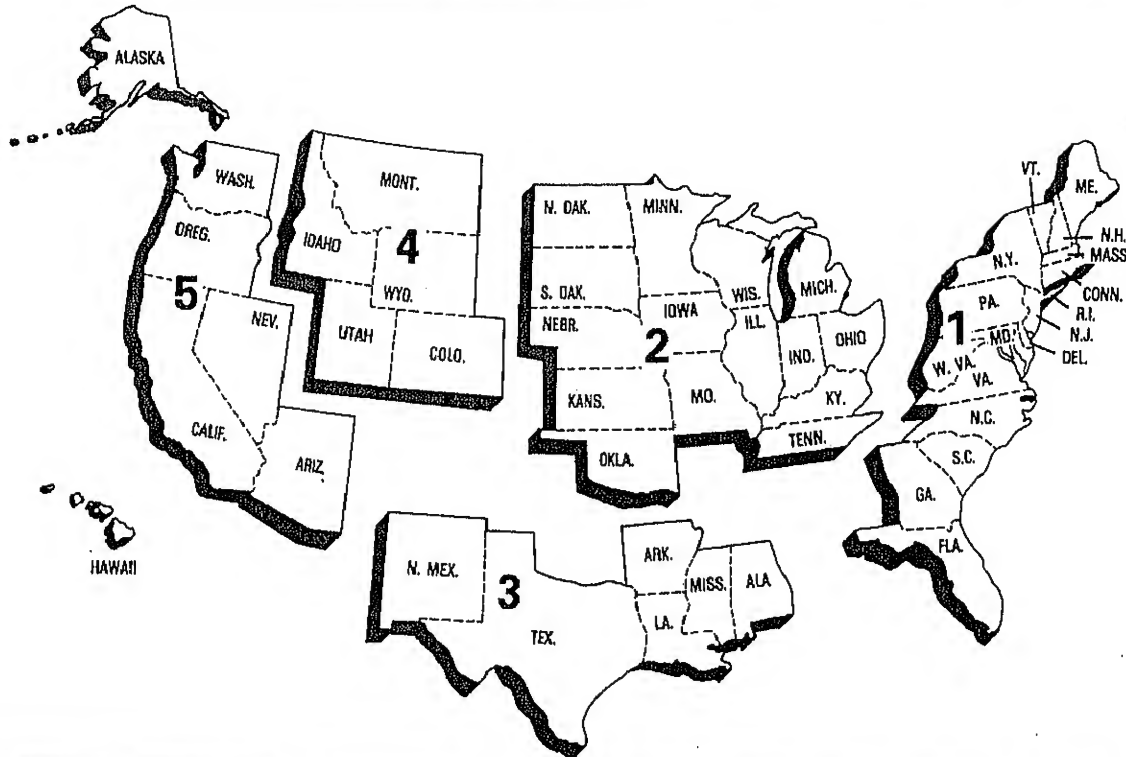 ALASKA
WASH.
OREG.
5
NEV.
CALIF.
ARIZ.
HAWAII
MONT.
IDAHO
4
WYO.
UTAH
COLO.
N. DAK.
MINN.
S. DAK.
WIS.
MICH.
NEBR.
IOWA
2
ILL.
IND.
OHIO
KANS.
MO.
KY.
TENN.
OKLA.
N. MEX.
3
TEX.
ARK.
LA.
MISS.
ALA.
VT.
ME.
N.H.
MASS
N.Y.
CONN.
R.I.
N.J.
DEL.
PA.
1
MD.
W. VA.
VA.
N.C.
S.C.
GA.
FLA.